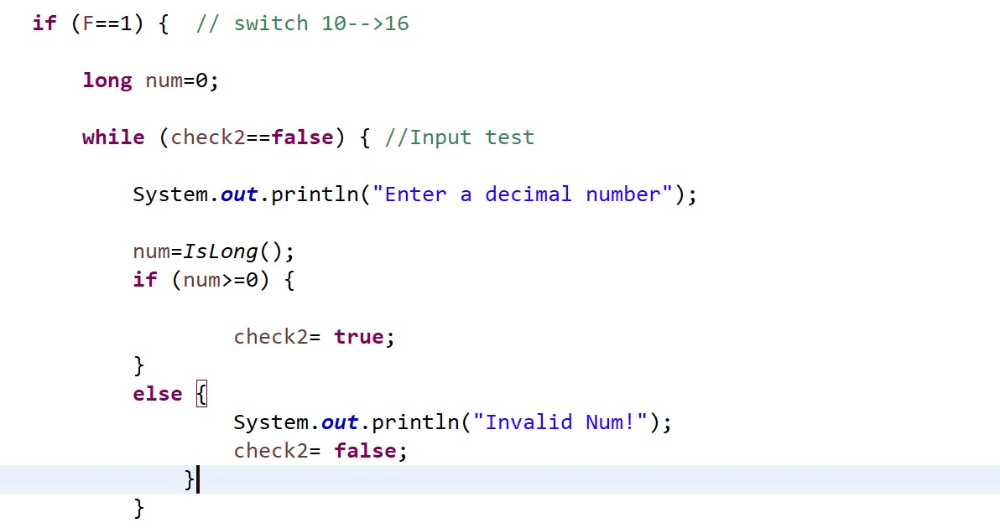 if (F==1) {  // switch 10-->16
long num=0;
while (check2==false) { //Input test
System.out.println("Enter a decimal number");
num=IsLong();
if (num>=0) {
check2= true;
}
else {
System.out.println("Invalid Num!");
check2= false;
}
}